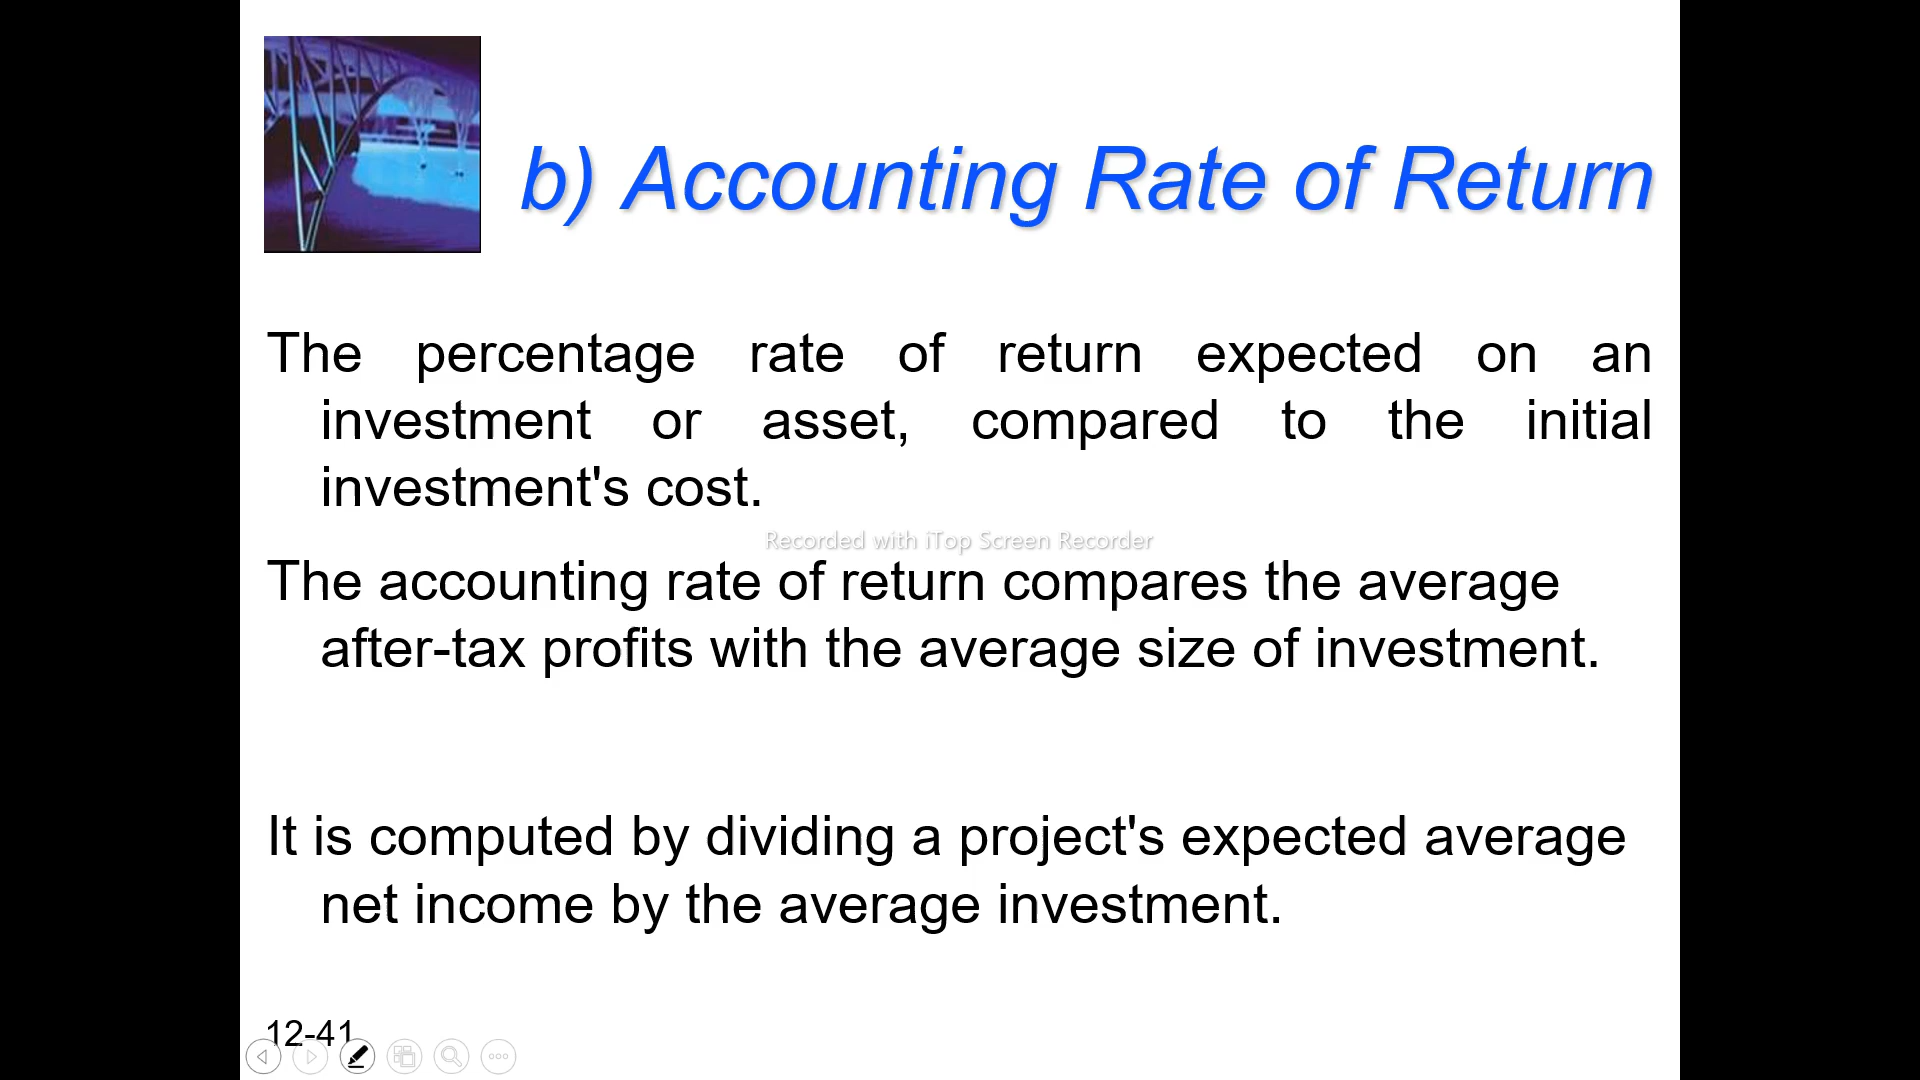 b) Accounting Rate of Return
The percentage rate of return expected on an
investment or asset, compared to the initial
investment's cost.
Recorded with iTop Screen Recorder
The accounting rate of return compares the average
after-tax profits with the average size of investment.
It is computed by dividing a project's expected average
net income by the average investment.
12-41